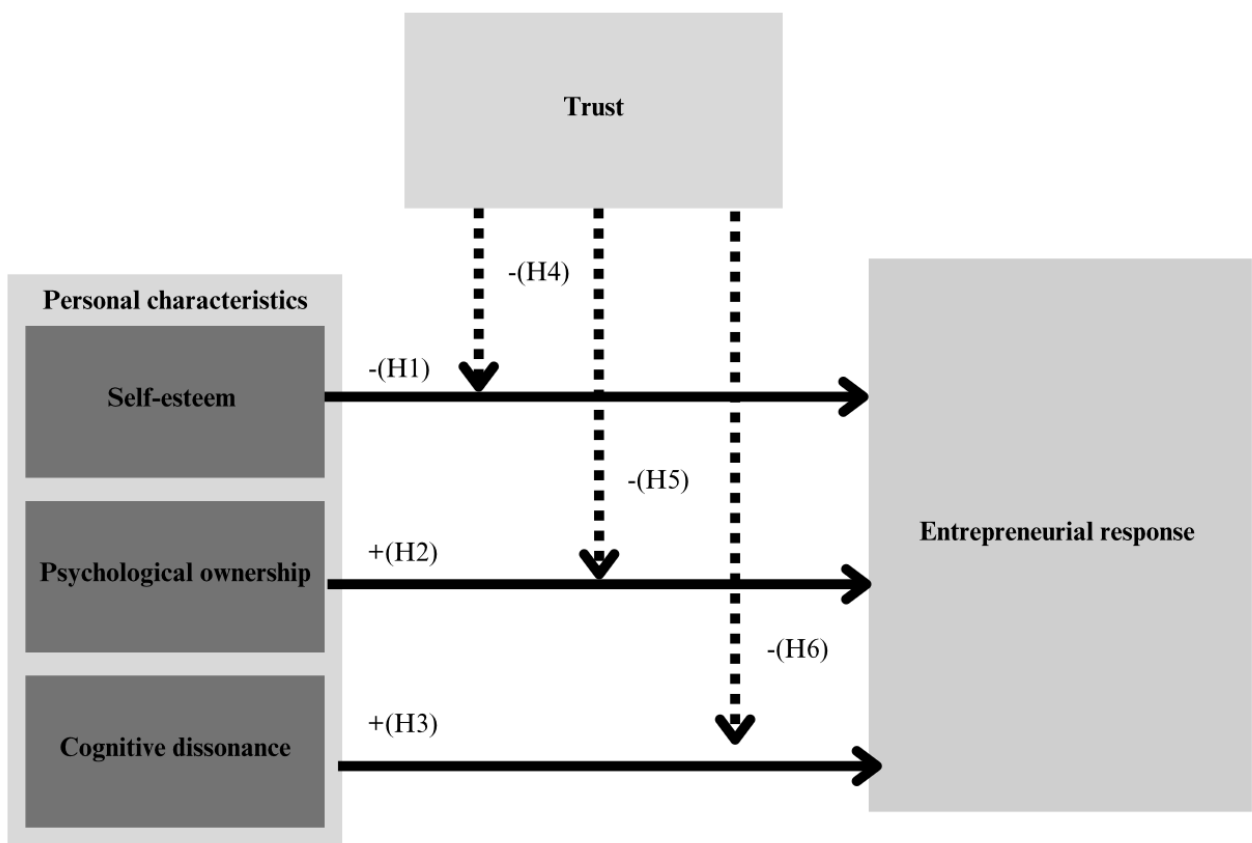 Trust
-(H4)
Personal characteristics
-(H1)
Self-esteem
-(H5)
Entrepreneurial response
+(H2)
Psychological ownership
-(H6)
+(H3)
Cognitive dissonance